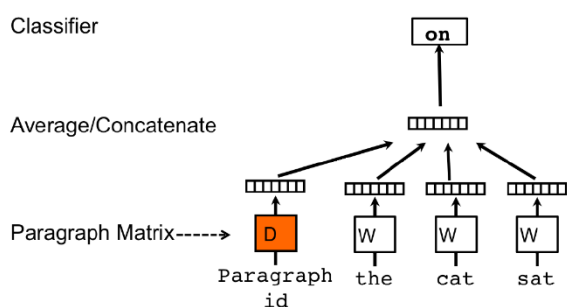 Classifier
on
Average/Concatenate
Paragraph Matrix
D
W
W
W
Paragraph
id
the
cat
sat